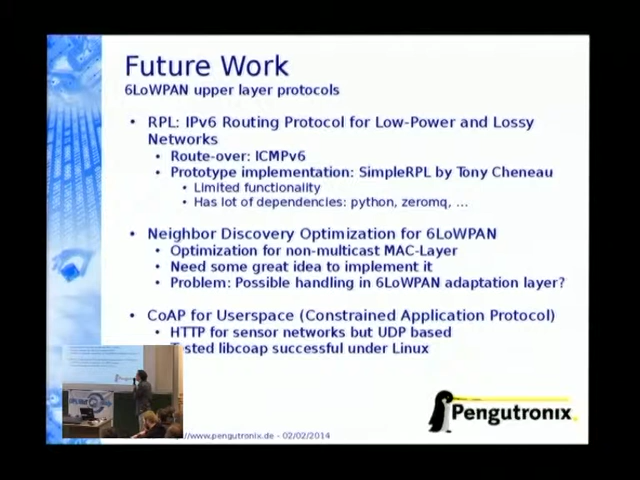 Future Work
6LoWPAN upper layer protocols
• RPL: IPv6 Routing Protocol for Low-Power and Lossy
Networks
• Route-over: ICMPv6
• Prototype implementation: SimpleRPL by Tony Cheneau
• Limited functionality
• Has lot of dependencies: python, zeromq, ...
• Neighbor Discovery Optimization for 6LoWPAN
• Optimization for non-multicast MAC-Layer
• Need some great idea to implement it
• Problem: Possible handling in 6LoWPAN adaptation layer?
• CoAP for Userspace (Constrained Application Protocol)
• HTTP for sensor networks but UDP based
libcoap successful under Linux
Pengutronix
//www.pengutronix.de - 02/02/2014